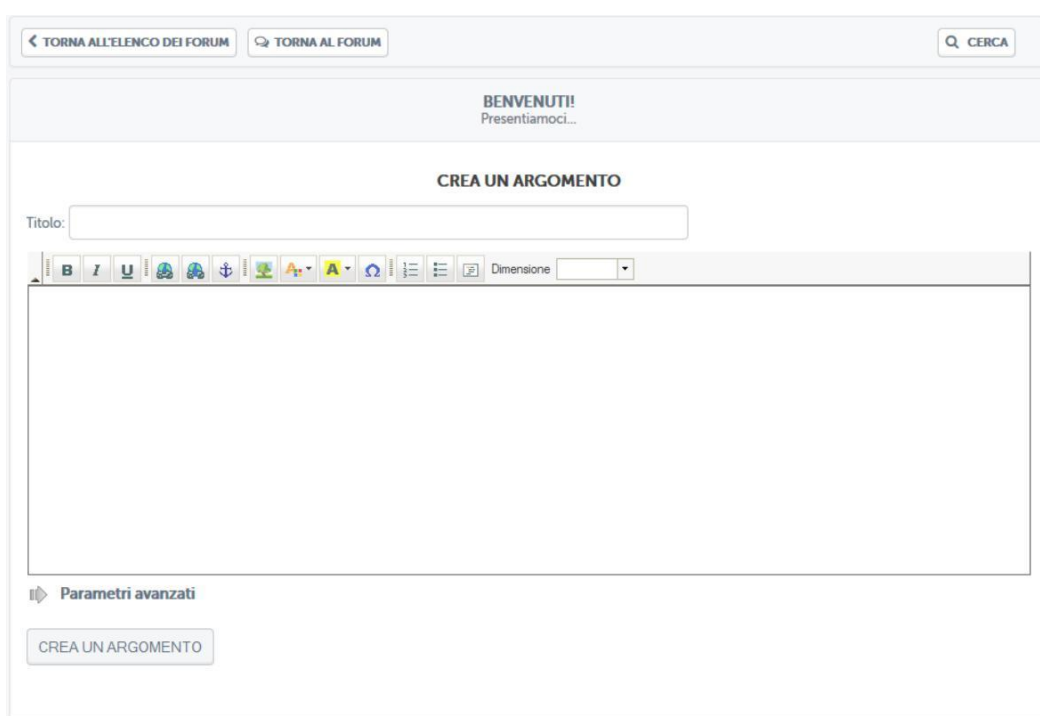 TORNA ALL'ELENCO DEI FORUM TORNA AL FORUM CERCA
BENVENUTI!
Presentiamoci...
CREA UN ARGOMENTO
Titolo:
B I U A A Ω Dimensione
Parametri avanzati
CREA UN ARGOMENTO